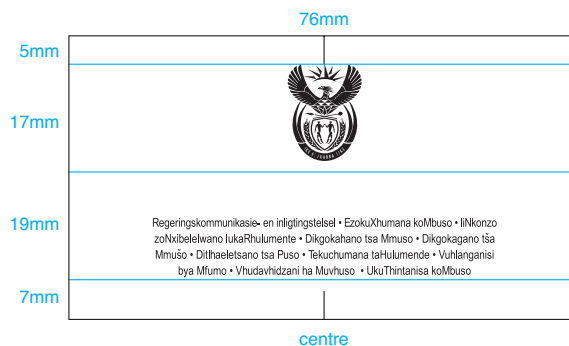 76mm
5mm
17mm
19mm
Regeringskommunikasie- en inligtingstelsel • EzokuXhumana koMbuso • IiNkonzo
zoNxibelelwano lukaRhulumente • Dikgokahano tsa Mmuso • Dikgokagano tša
Mmušo • Ditlhaeletsano tsa Puso • Tekuchumana taHulumende • Vuhlanganisi
bya Mfumo • Vhudavhidzani ha Muvhuso • UkuThintanisa koMbuso
7mm
centre